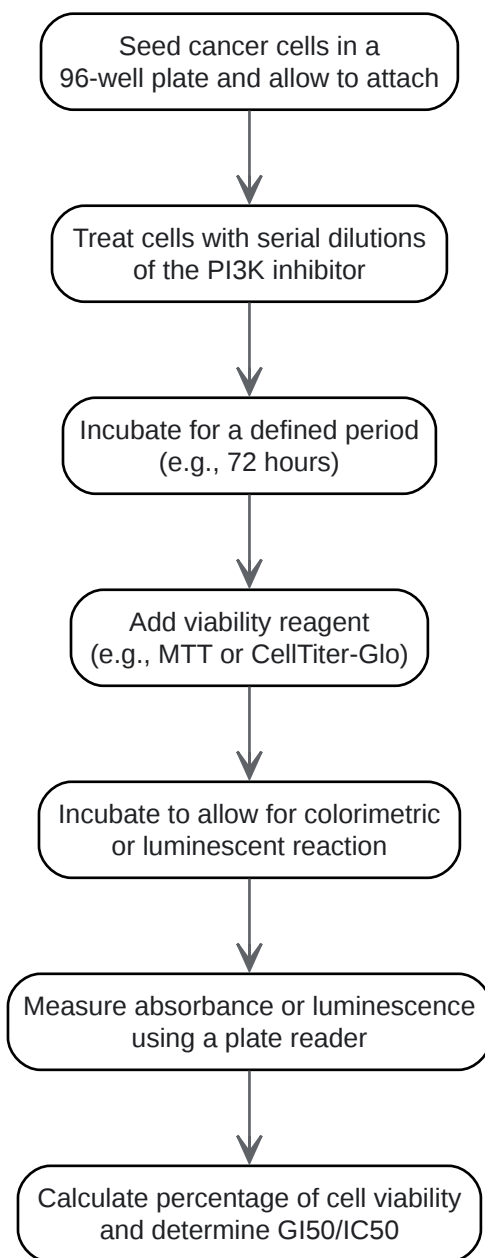 Seed cancer cells in a
96-well plate and allow to attach
Treat cells with serial dilutions
of the PI3K inhibitor
Incubate for a defined period
(e.g., 72 hours)
Add viability reagent
(e.g., MTT or CellTiter-Glo)
Incubate to allow for colorimetric
or luminescent reaction
Measure absorbance or luminescence
using a plate reader
Calculate percentage of cell viability
and determine GI50/IC50